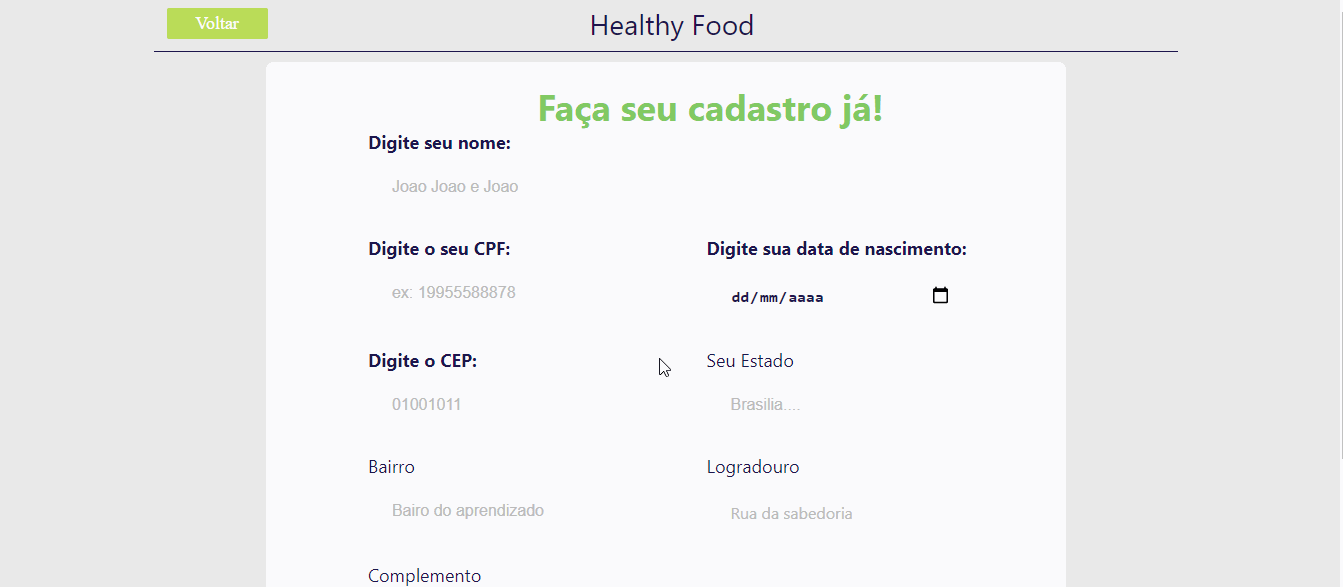 Voltar
Healthy Food
Faça seu cadastro já!
Digite seu nome:
Joao Joao e Joao
Digite o seu CPF:
Digite sua data de nascimento:
ex: 19955588878
dd/mm/aaaa
Digite o CEP:
Seu Estado
01001011
Brasilia....
Bairro
Logradouro
Bairo do aprendizado
Rua da sabedoria
Complemento